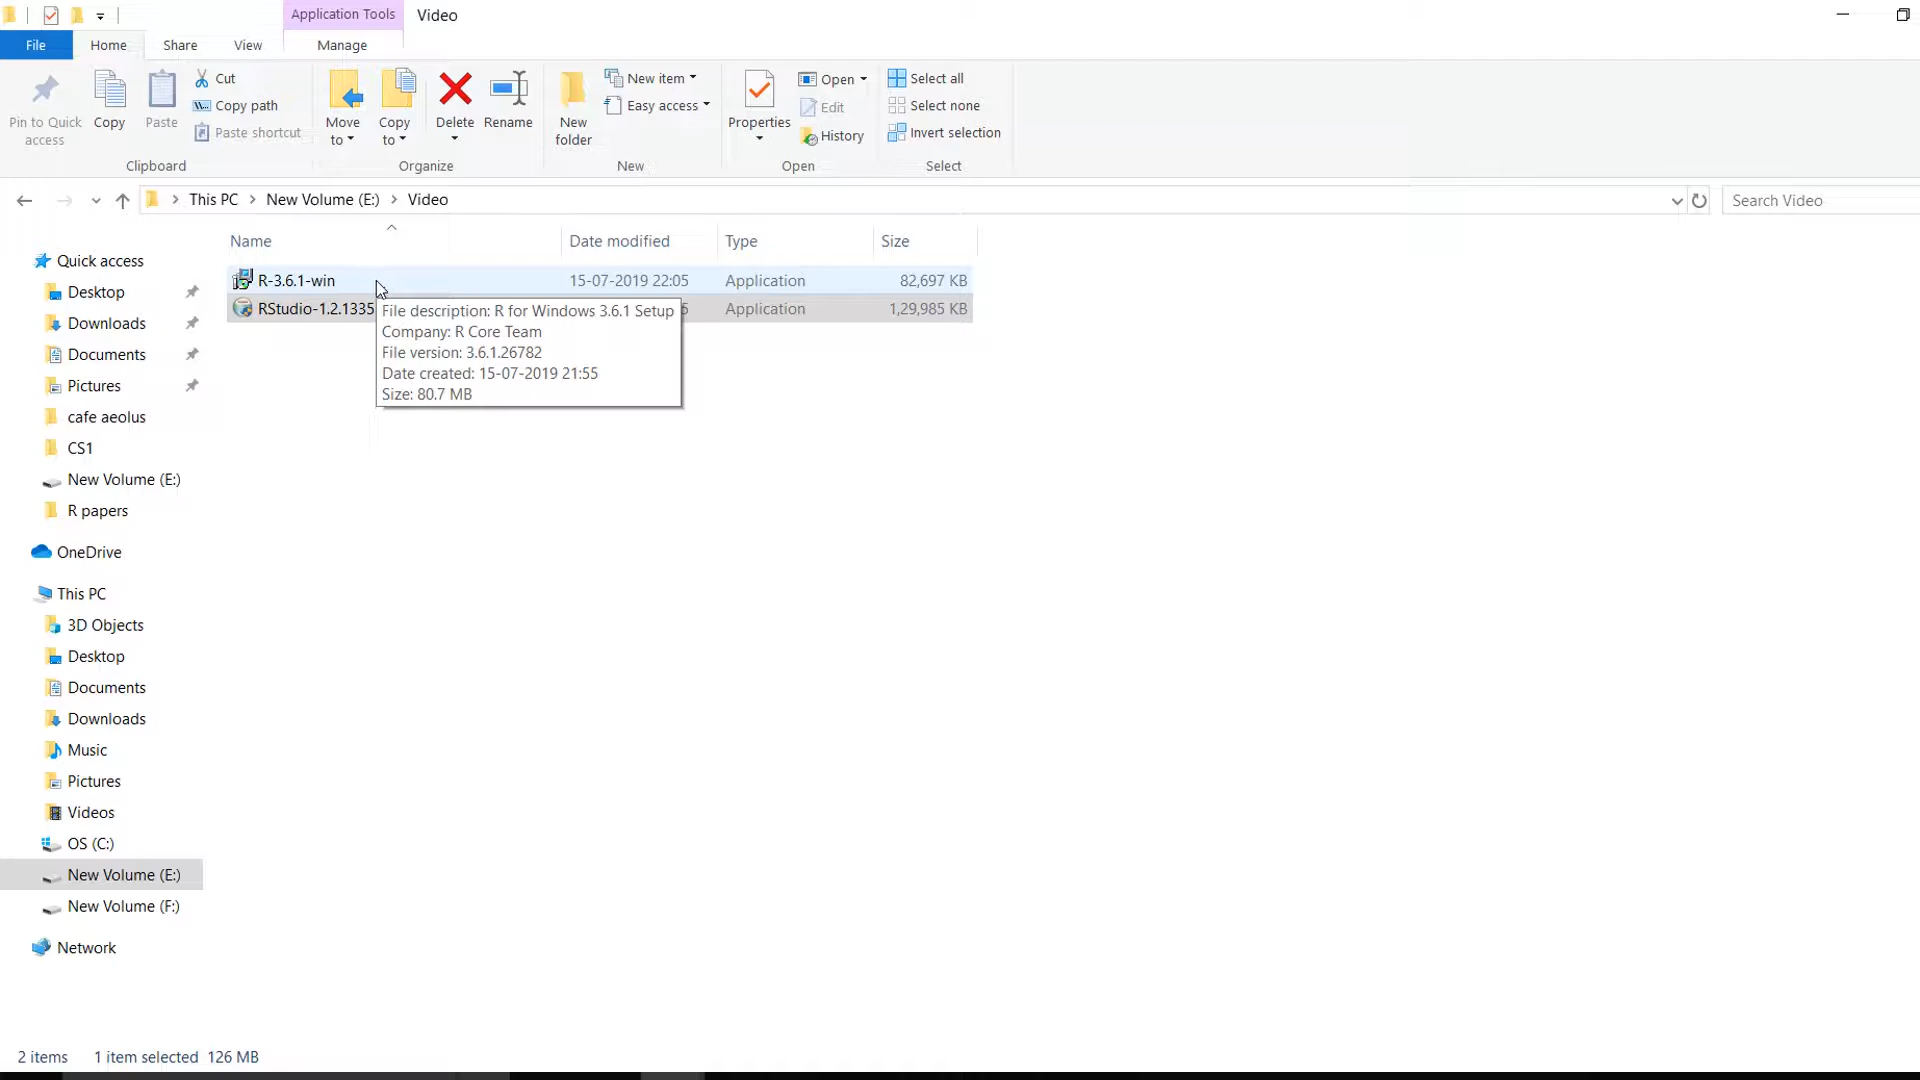 Application Tools Video
File Home Share View Manage
Pin to Quick access
Copy
Paste
Cut
Copy path
Paste shortcut
Clipboard
Move to
Copy to
Delete
Rename
Organize
New folder
New item
Easy access
New
Properties
Open
Edit
History
Open
Select all
Select none
Invert selection
Select
This PC New Volume (E:) Video
Search Video
Name Date modified Type Size
R-3.6.1-win 15-07-2019 22:05 Application 82,697 KB
RStudio-1.2.1335 5 Application 1,29,985 KB
File description: R for Windows 3.6.1 Setup
Company: R Core Team
File version: 3.6.1.26782
Date created: 15-07-2019 21:55
Size: 80.7 MB
Quick access
Desktop
Downloads
Documents
Pictures
cafe aeolus
CS1
New Volume (E:)
R papers
OneDrive
This PC
3D Objects
Desktop
Documents
Downloads
Music
Pictures
Videos
OS (C:)
New Volume (E:)
New Volume (F:)
Network
2 items 1 item selected 126 MB